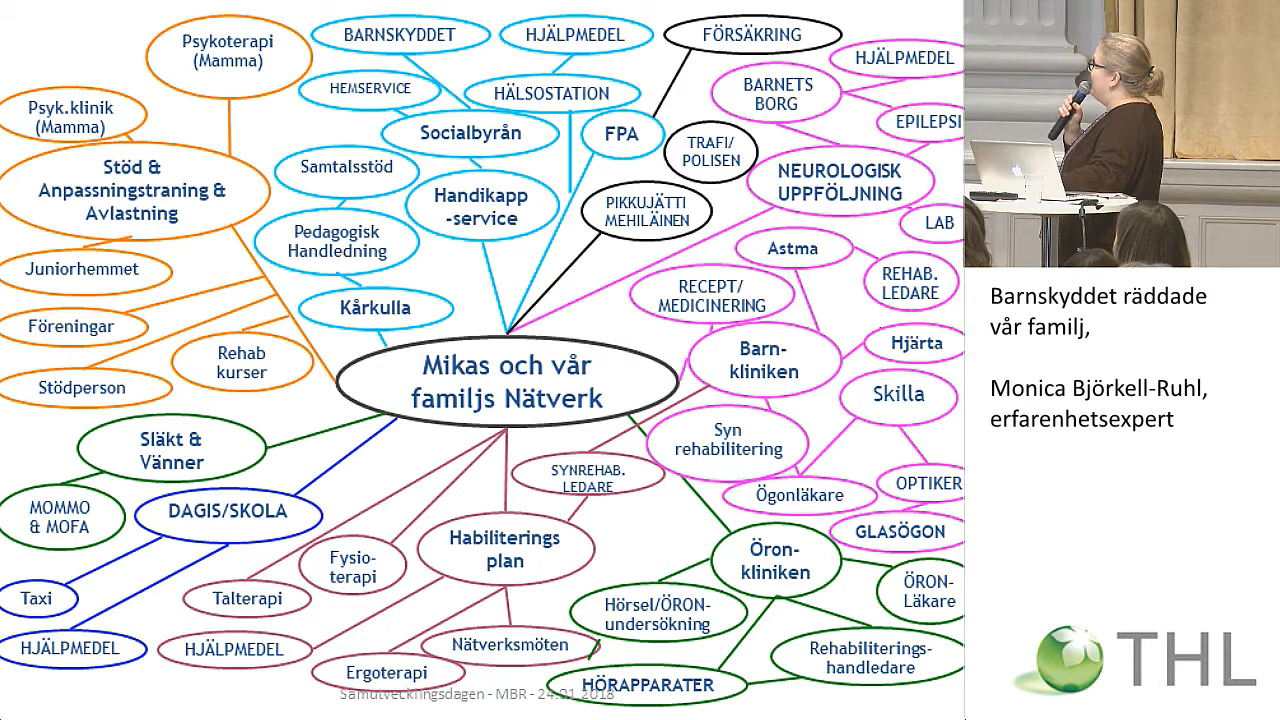 Psykoterapi
(Mamma)
BARNSKYDDET
HJÄLPMEDEL
FÖRSÄKRING
HJÄLPMEDEL
HEMSERVICE
HÄLSOSTATION
BARNETS
BORG
Psyk.klinik
(Mamma)
Socialbyrån
FPA
TRAFI/
POLISEN
EPILEPSI
Stöd &
Anpassningstraning &
Avlastning
Samtalsstöd
Handikapp
-service
PIKKUJÄTTI
MEHILÄINEN
NEUROLOGISK
UPPFÖLJNING
LAB
Pedagogisk
Handledning
Astma
Juniorhemmet
REHAB.
LEDARE
RECEPT/
MEDICINERING
Kårkulla
Föreningar
Hjärta
Rehab
kurser
Mikas och vår
familjs Nätverk
Barn-
kliniken
Stödperson
Skilla
Släkt &
Vänner
Syn
rehabilitering
SYNREHAB.
LEDARE
OPTIKER
Ögonläkare
MOMMO
& MOFA
DAGIS/SKOLA
GLASÖGON
Habiliterings
plan
Öron-
kliniken
Fysio-
terapi
ÖRON-
Läkare
Taxi
Talterapi
Hörsel/ÖRON-
undersökning
HJÄLPMEDEL
HJÄLPMEDEL
Nätverksmöten
Rehabiliterings-
handledare
Ergoterapi
HÖRAPPARATER
Samutvecklingsdagen - MBR - 24.01.2018
Barnskyddet räddade
vår familj,
Monica Björkell-Ruhl,
erfarenhetsexpert
THL